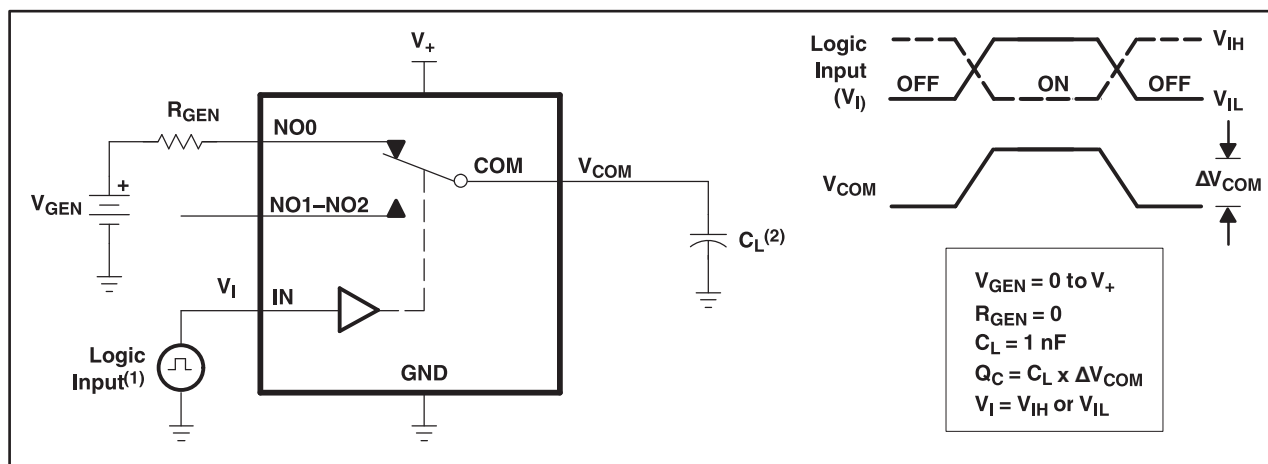 V+
RGEN
NO0
COM
VCOM
VGEN
+
NO1–NO2
CL(2)
VI
IN
Logic
Input(1)
GND
Logic
Input
(VI)
OFF
ON
OFF
VIH
VIL
VCOM
ΔVCOM
VGEN = 0 to V+
RGEN = 0
CL = 1 nF
QC = CL x ΔVCOM
VI = VIH or VIL